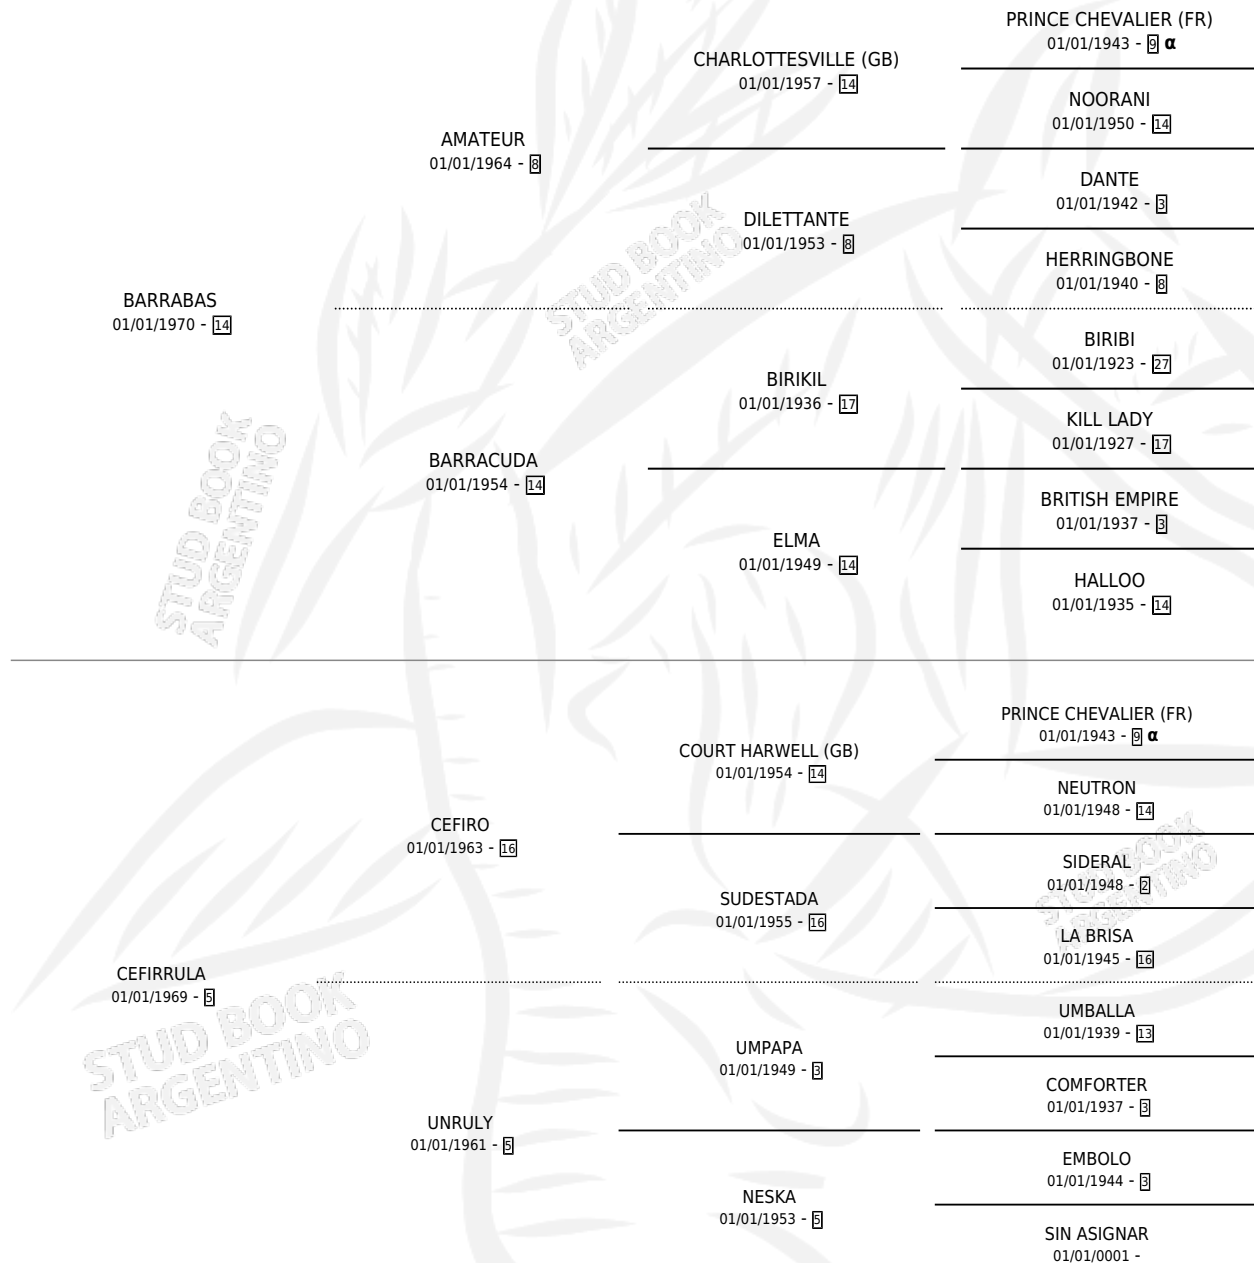 PRINCE CHEVALIER (FR)
01/01/1943 - 9 α
CHARLOTTESVILLE (GB)
01/01/1957 - 14
NOORANI
01/01/1950 - 14
AMATEUR
01/01/1964 - 8
DANTE
01/01/1942 - 3
DILETTANTE
01/01/1953 - 8
HERRINGBONE
01/01/1940 - 8
BARRABAS
01/01/1970 - 14
BIRIBI
01/01/1923 - 27
BIRIKIL
01/01/1936 - 17
KILL LADY
01/01/1927 - 17
BARRACUDA
01/01/1954 - 14
BRITISH EMPIRE
01/01/1937 - 3
ELMA
01/01/1949 - 14
HALLOO
01/01/1935 - 14
PRINCE CHEVALIER (FR)
01/01/1943 - 9 α
COURT HARWELL (GB)
01/01/1954 - 14
NEUTRON
01/01/1948 - 14
CEFIRO
01/01/1963 - 16
SIDERAL
01/01/1948 - 2
SUDESTADA
01/01/1955 - 16
LA BRISA
01/01/1945 - 16
CEFIRRULA
01/01/1969 - 5
UMBALLA
01/01/1939 - 13
UMPAPA
01/01/1949 - 3
COMFORTER
01/01/1937 - 3
UNRULY
01/01/1961 - 5
EMBOLO
01/01/1944 - 3
NESKA
01/01/1953 - 5
SIN ASIGNAR
01/01/0001 -
STUD BOOK
ARGENTINO
STUD BOOK
ARGENTINO
STUD BOOK
ARGENTINO
STUD BOOK
ARGENTINO